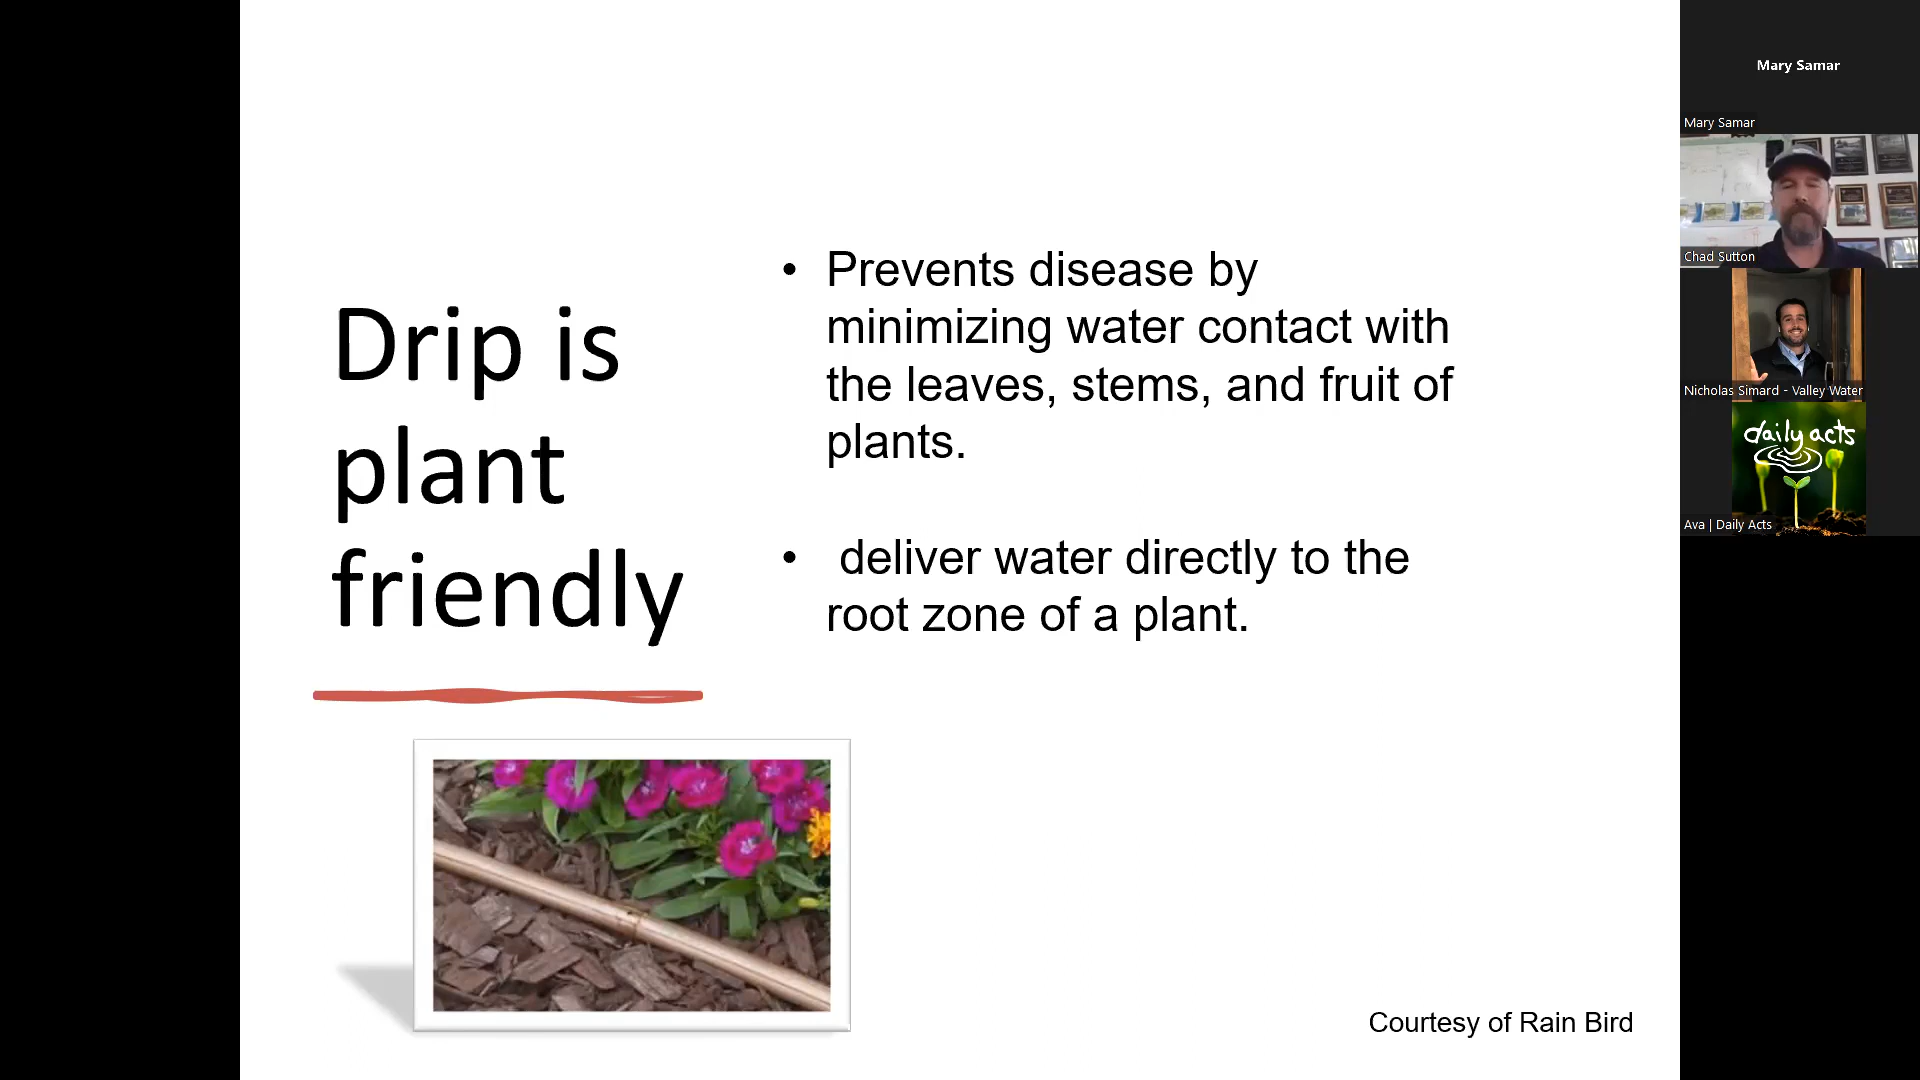 Drip is
plant
friendly
• Prevents disease by
minimizing water contact with
the leaves, stems, and fruit of
plants.
• deliver water directly to the
root zone of a plant.
Courtesy of Rain Bird
Mary Samar
Mary Samar
Chad Sutton
Nicholas Simard - Valley Water
daily acts
Ava | Daily Acts